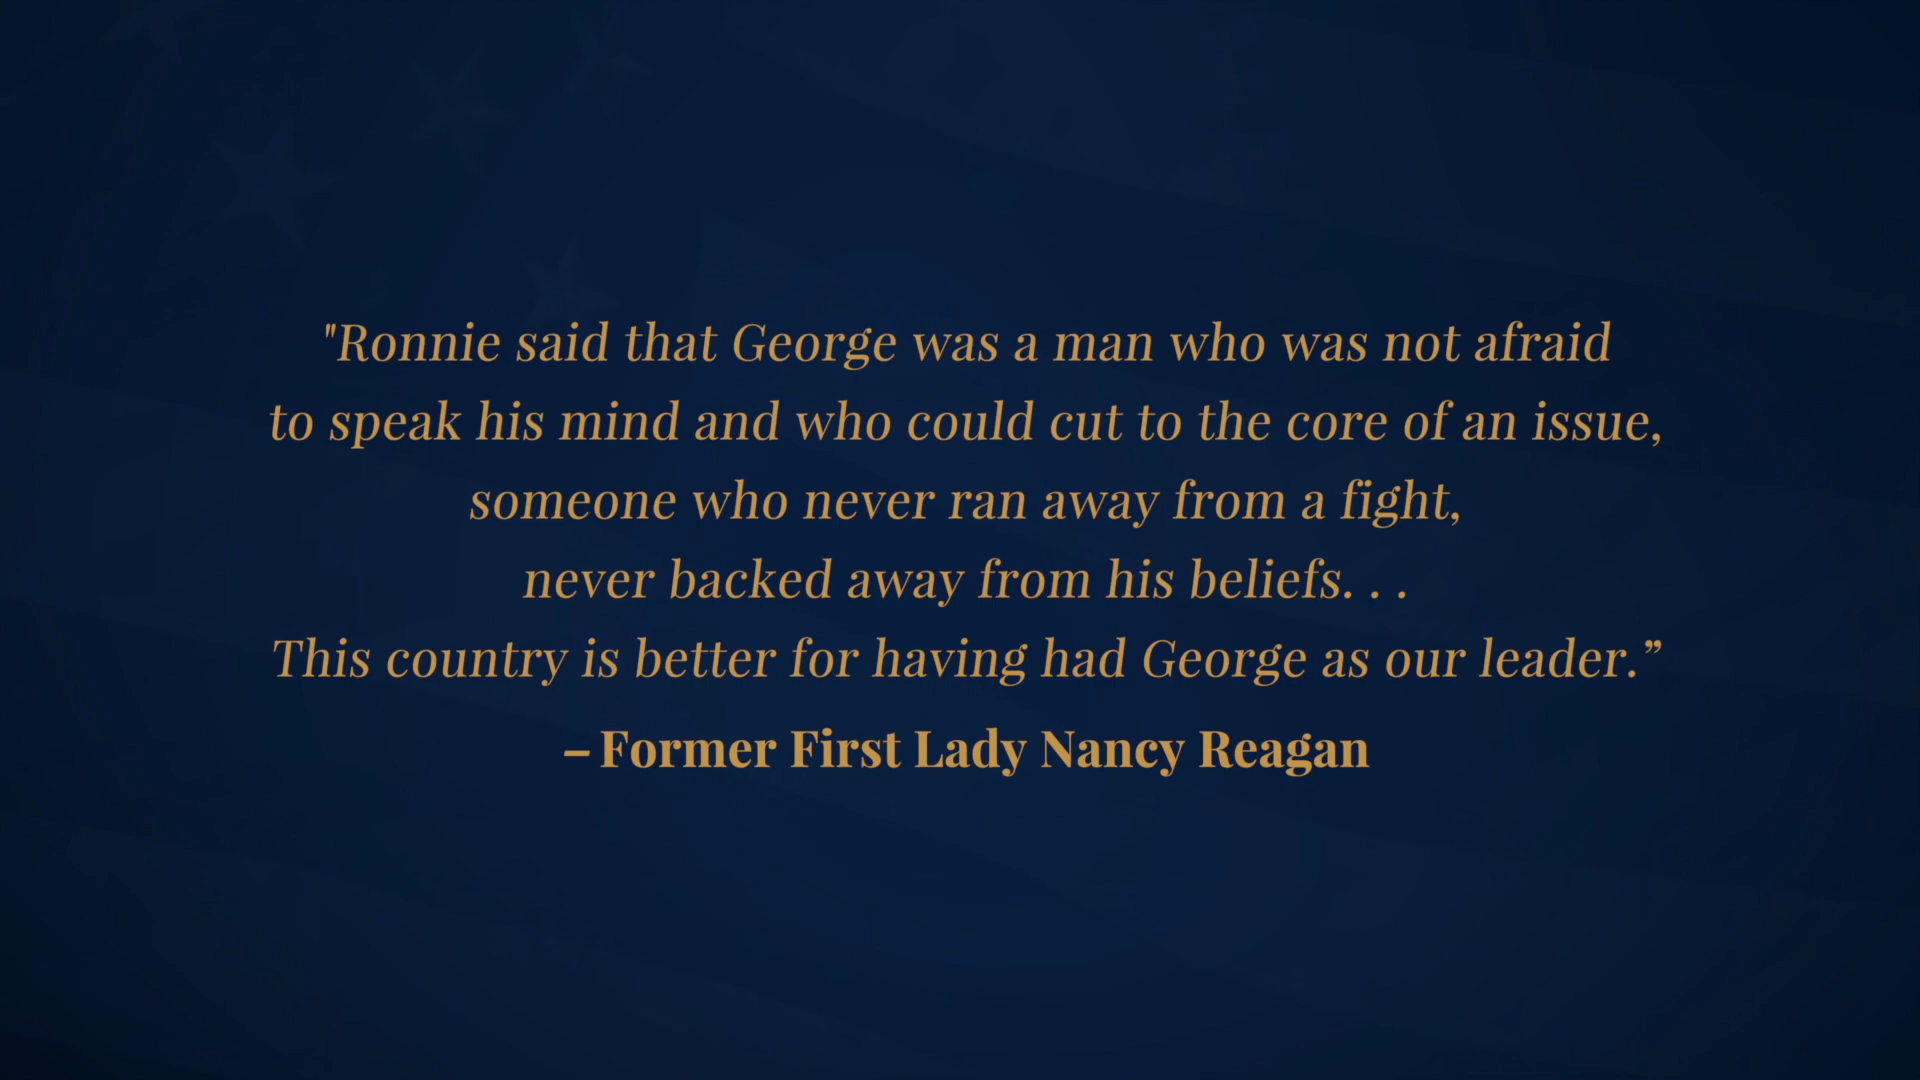 "Ronnie said that George was a man who was not afraid
to speak his mind and who could cut to the core of an issue,
someone who never ran away from a fight,
never backed away from his beliefs. . .
This country is better for having had George as our leader.”
– Former First Lady Nancy Reagan